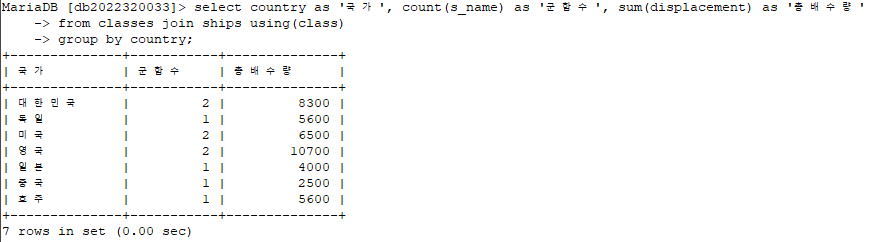 MariaDB [db2022320033]> select country as '국가', count(s_name) as '군함수', sum(displacement) as '총배수량'
    -> from classes join ships using(class)
    -> group by country;
+--------------+-----------+--------------+
| 국가         | 군함수    | 총배수량     |
+--------------+-----------+--------------+
| 대한민국     |         2 |         8300 |
| 독일         |         1 |         5600 |
| 미국         |         2 |         6500 |
| 영국         |         2 |        10700 |
| 일본         |         1 |         4000 |
| 중국         |         1 |         2500 |
| 호주         |         1 |         5600 |
+--------------+-----------+--------------+
7 rows in set (0.00 sec)